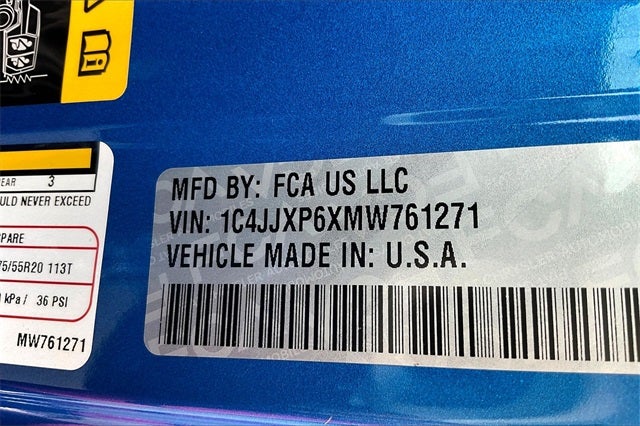 EAR 3
ULD NEVER EXCEED
PARE
75/55R20 113T
kPa / 36 PSI
MW761271
MFD BY: FCA US LLC
VIN: 1C4JJXP6XMW761271
VEHICLE MADE IN: U.S.A.